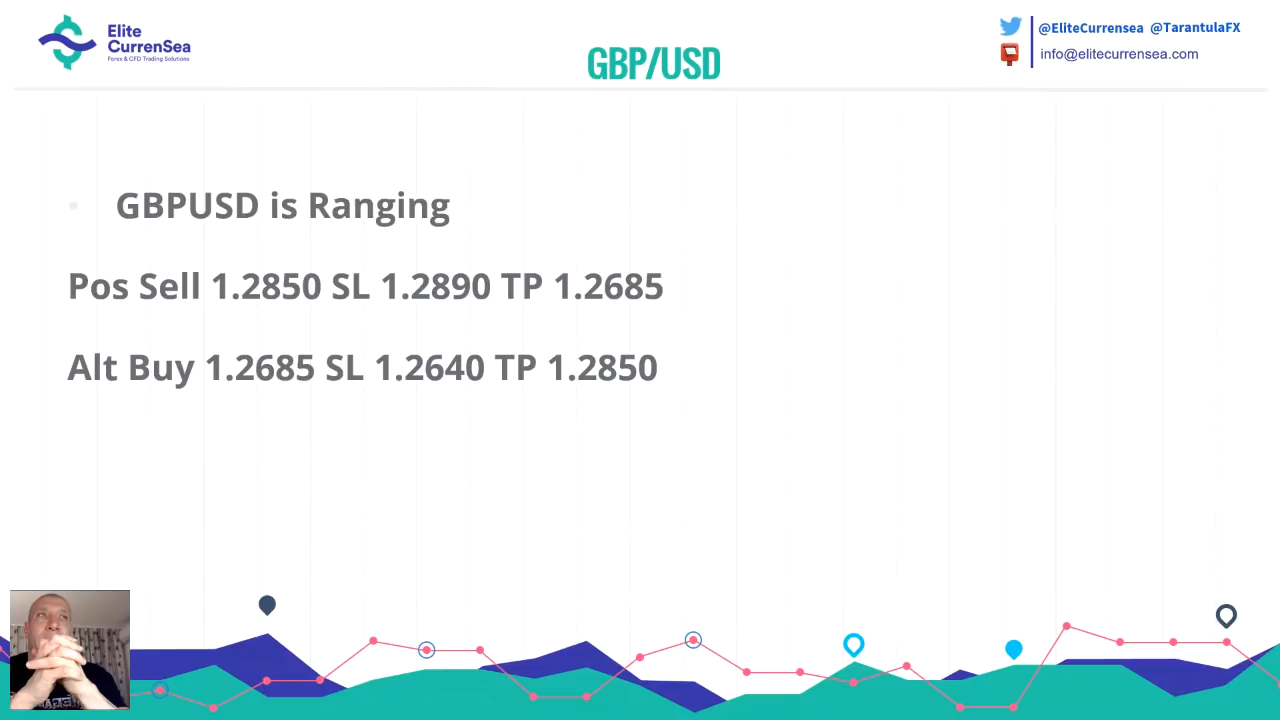 Elite
CurrenSea
Forex & CFD Trading Solutions
GBP/USD
@EliteCurrensea @TarantulaFX
info@elitecurrensea.com
GBPUSD is Ranging
Pos Sell 1.2850 SL 1.2890 TP 1.2685
Alt Buy 1.2685 SL 1.2640 TP 1.2850